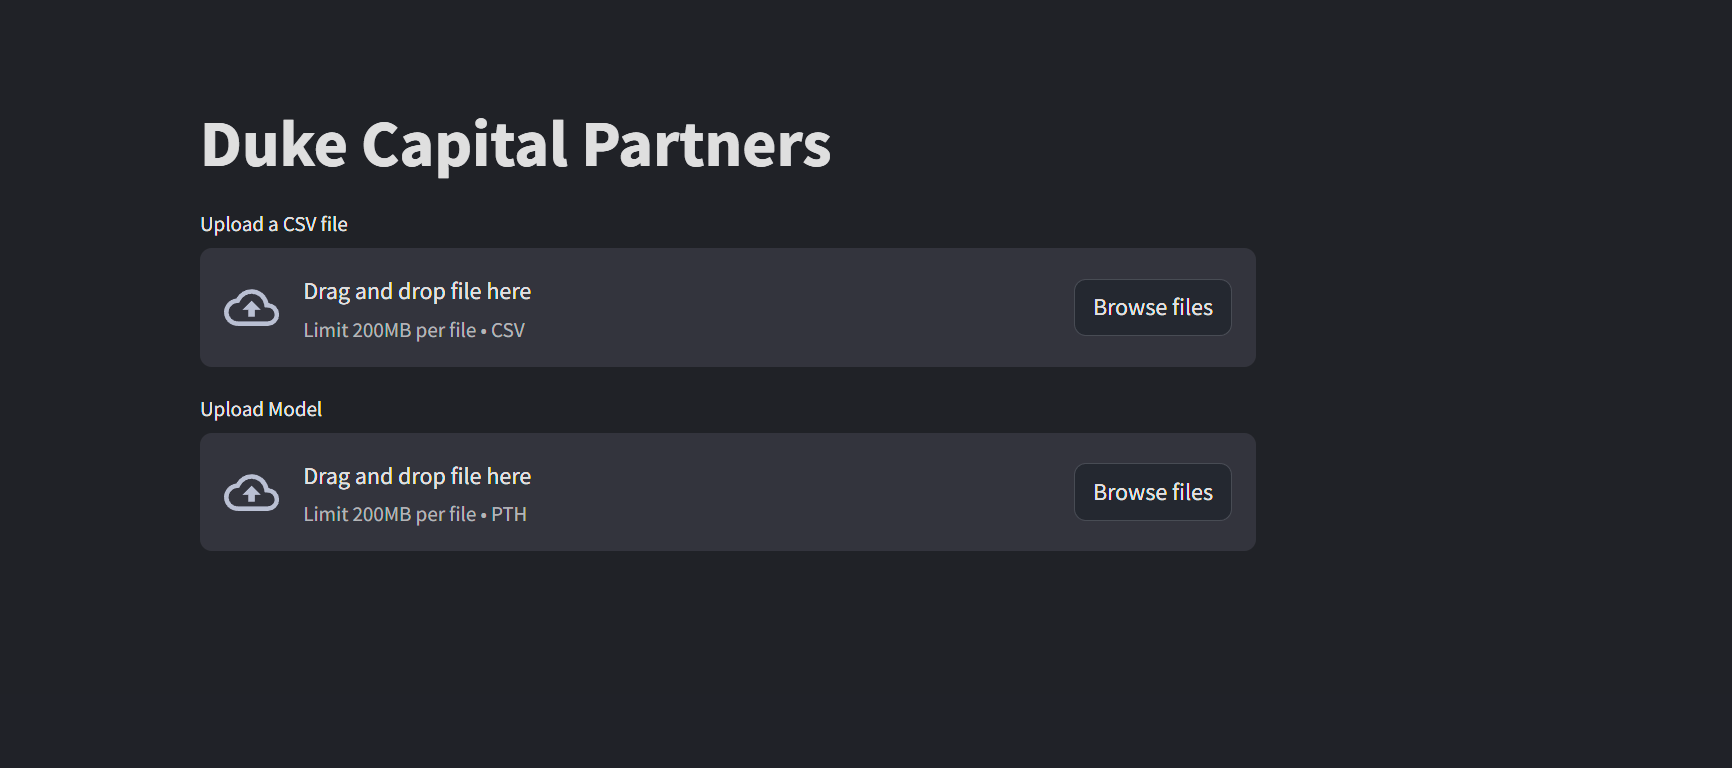 Duke Capital Partners
Upload a CSV file
Drag and drop file here
Limit 200MB per file • CSV
Browse files
Upload Model
Drag and drop file here
Limit 200MB per file • PTH
Browse files